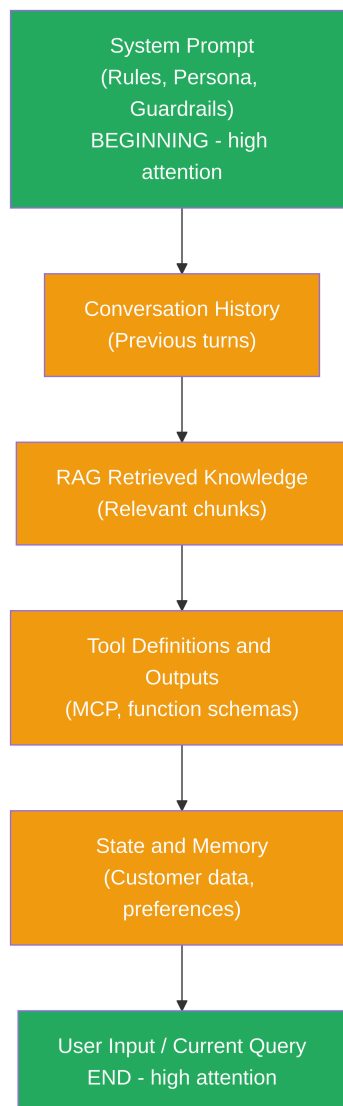 System Prompt
(Rules, Persona,
Guardrails)
BEGINNING - high
attention
Conversation History
(Previous turns)
RAG Retrieved Knowledge
(Relevant chunks)
Tool Definitions and
Outputs
(MCP, function schemas)
State and Memory
(Customer data,
preferences)
User Input / Current Query
END - high attention